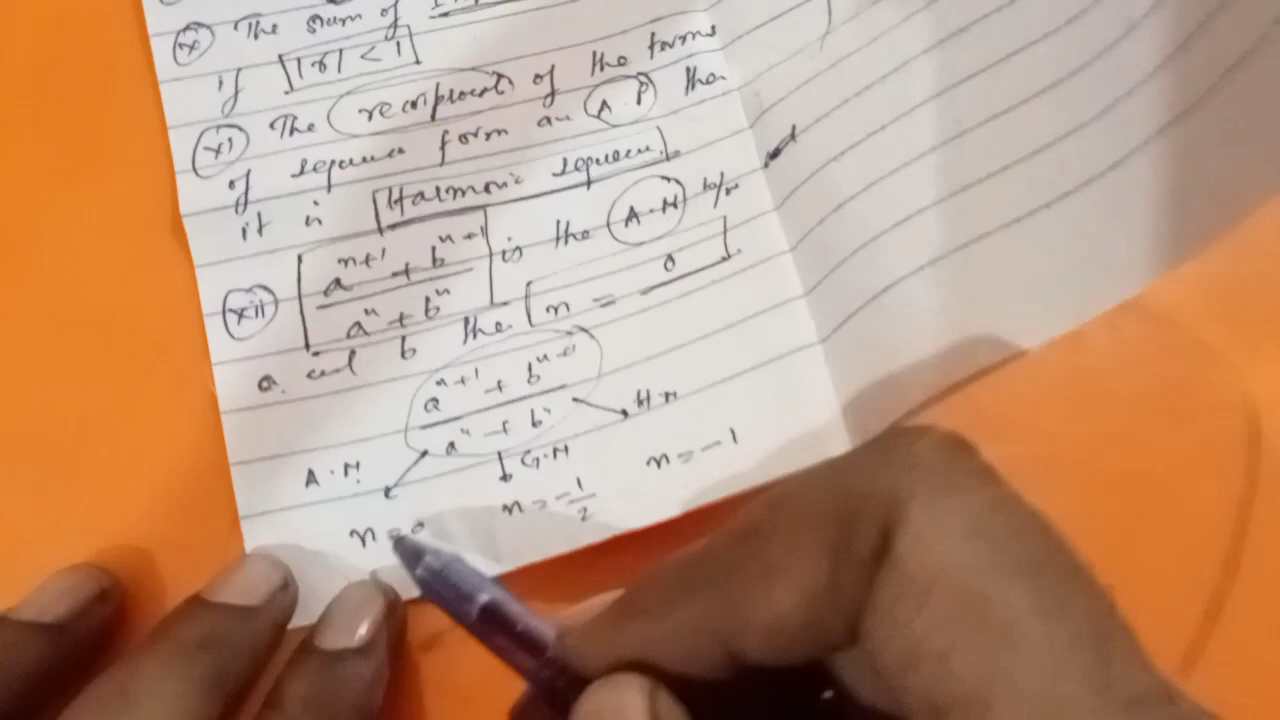 (x) The sum of
if |r| < 1
(xi) The reciprocal of the terms
of sequence form an A.P then
it is Harmonic sequence.
(xii) a^{n+1} + b^{n+1} / a^n + b^n is the A.M b/n
a and b then n = 0
a^{n+1} + b^{n+1} / a^n + b^n
A.M. G.M H.M
n = 0 n = -1/2 n = -1